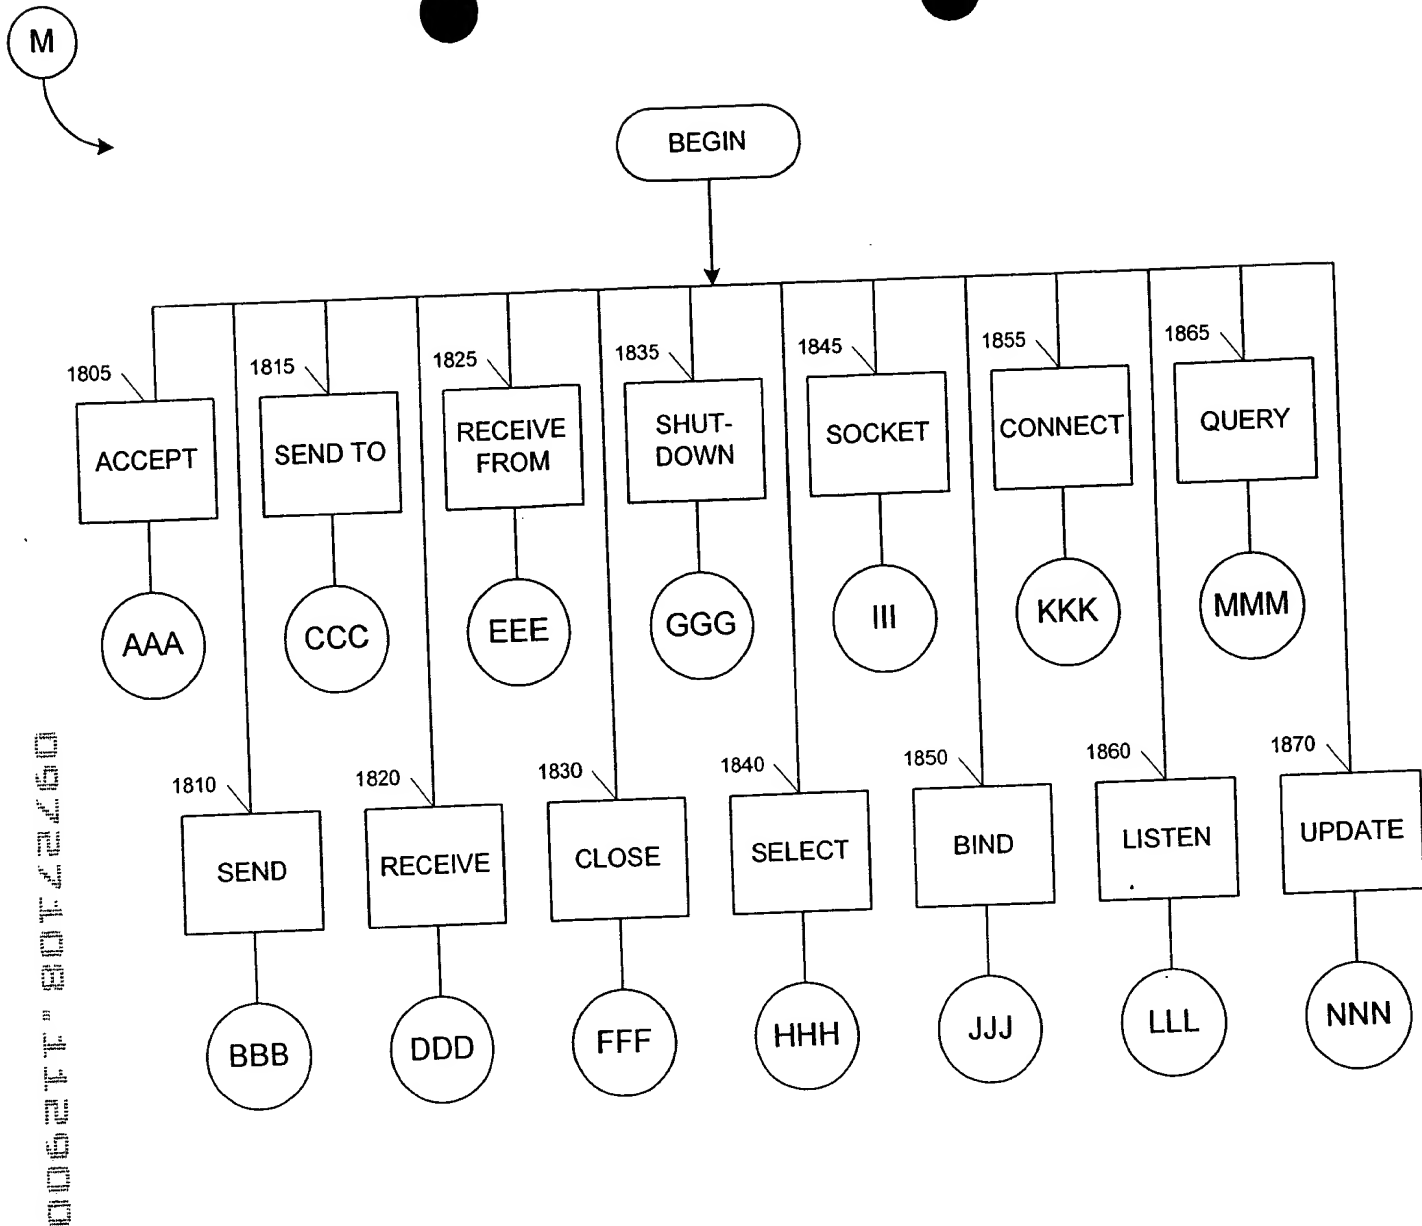 M
BEGIN
1805
1815
1825
1835
1845
1855
1865
ACCEPT
SEND TO
RECEIVE
FROM
SHUT-
DOWN
SOCKET
CONNECT
QUERY
AAA
CCC
EEE
GGG
III
KKK
MMM
1810
1820
1830
1840
1850
1860
1870
SEND
RECEIVE
CLOSE
SELECT
BIND
LISTEN
UPDATE
BBB
DDD
FFF
HHH
JJJ
LLL
NNN